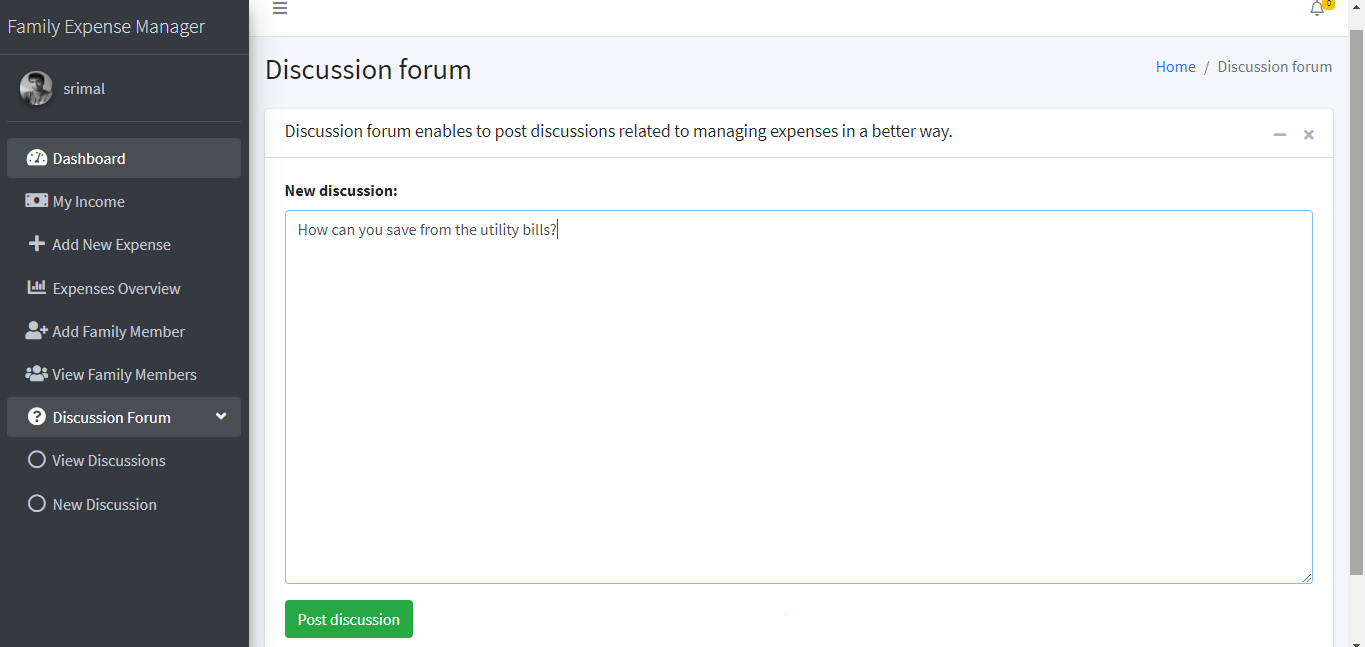 Family Expense Manager
srimal
Dashboard
My Income
Add New Expense
Expenses Overview
Add Family Member
View Family Members
Discussion Forum
View Discussions
New Discussion
0
Discussion forum
Home / Discussion forum
Discussion forum enables to post discussions related to managing expenses in a better way.
New discussion:
How can you save from the utility bills?
Post discussion